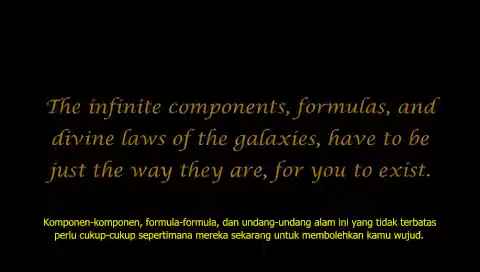 The infinite components, formulas, and
divine laws of the galaxies, have to be
just the way they are, for you to exist.
Komponen-komponen, formula-formula, dan undang-undang alam ini yang tidak terbatas
perlu cukup-cukup sepertimana mereka sekarang untuk membolehkan kamu wujud.